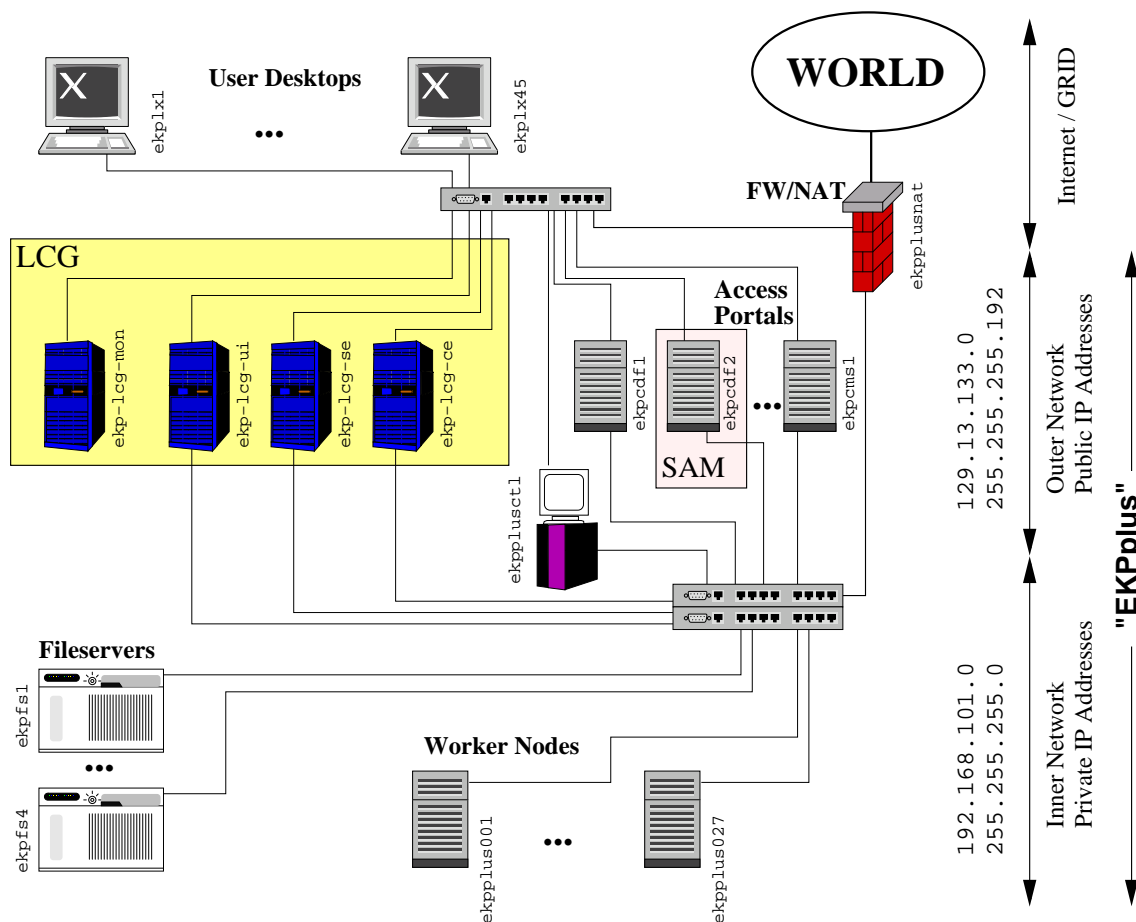 User Desktops
WORLD
X
X
ekplx1
...
ekplx45
Internet / GRID
FW/NAT
ekpplusnat
LCG
Access
Portals
ekp-lcg-mon
ekp-lcg-ui
ekp-lcg-se
ekp-lcg-ce
ekpcdf1
ekpcdf2
...
ekpcms1
SAM
129.13.133.0
255.255.255.192
Outer Network
Public IP Addresses
ekpplusctl
"EKPplus"
Fileservers
ekpfs1
...
ekpfs4
Worker Nodes
ekpplus001
...
ekpplus027
192.168.101.0
255.255.255.0
Inner Network
Private IP Addresses